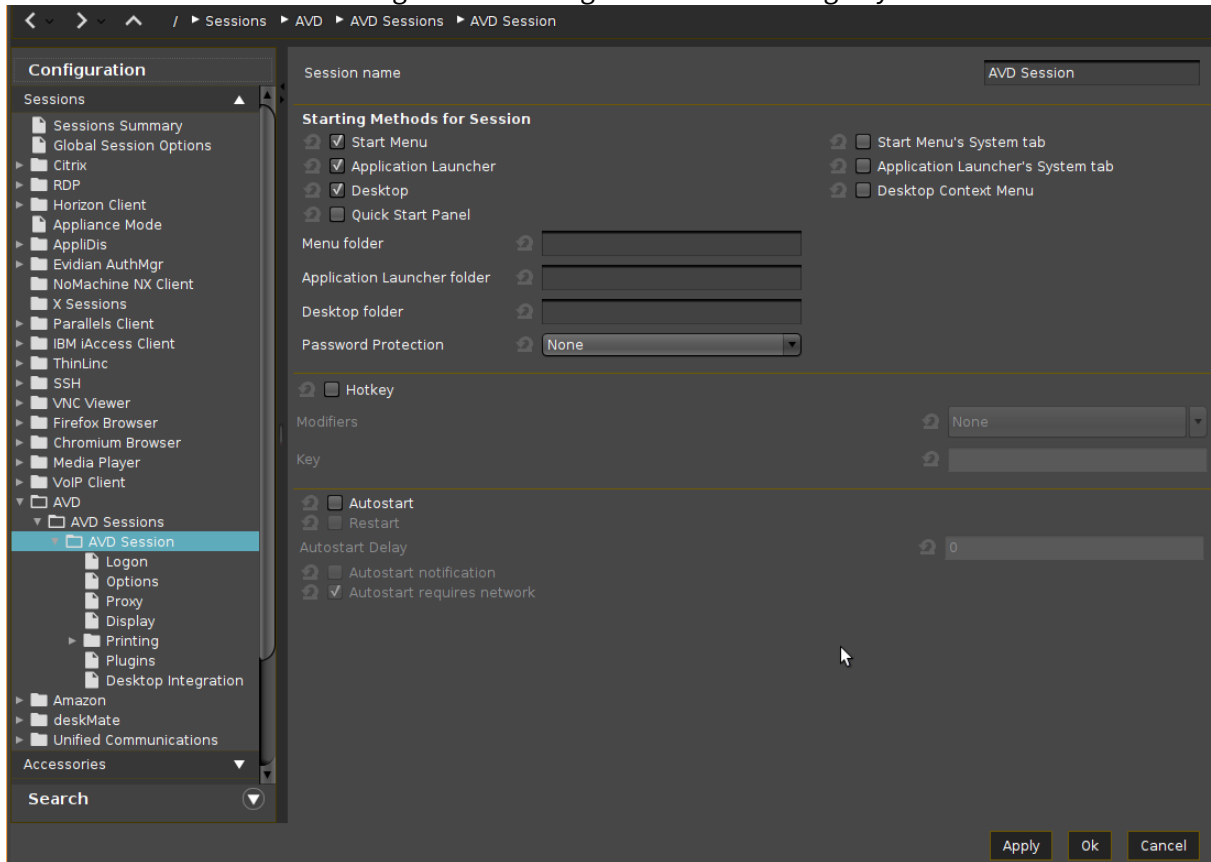 / Sessions AVD AVD Sessions AVD Session
Configuration
Sessions
Sessions Summary
Global Session Options
Citrix
RDP
Horizon Client
Appliance Mode
AppliDis
Evidian AuthMgr
NoMachine NX Client
X Sessions
Parallels Client
IBM iAccess Client
ThinLinc
SSH
VNC Viewer
Firefox Browser
Chromium Browser
Media Player
VoIP Client
AVD
AVD Sessions
AVD Session
Logon
Options
Proxy
Display
Printing
Plugins
Desktop Integration
Amazon
deskMate
Unified Communications
Accessories
Search
Session name AVD Session
Starting Methods for Session
Start Menu Start Menu's System tab
Application Launcher Application Launcher's System tab
Desktop Desktop Context Menu
Quick Start Panel
Menu folder
Application Launcher folder
Desktop folder
Password Protection None
Hotkey
Modifiers None
Key
Autostart
Restart
Autostart Delay 0
Autostart notification
Autostart requires network
Apply Ok Cancel